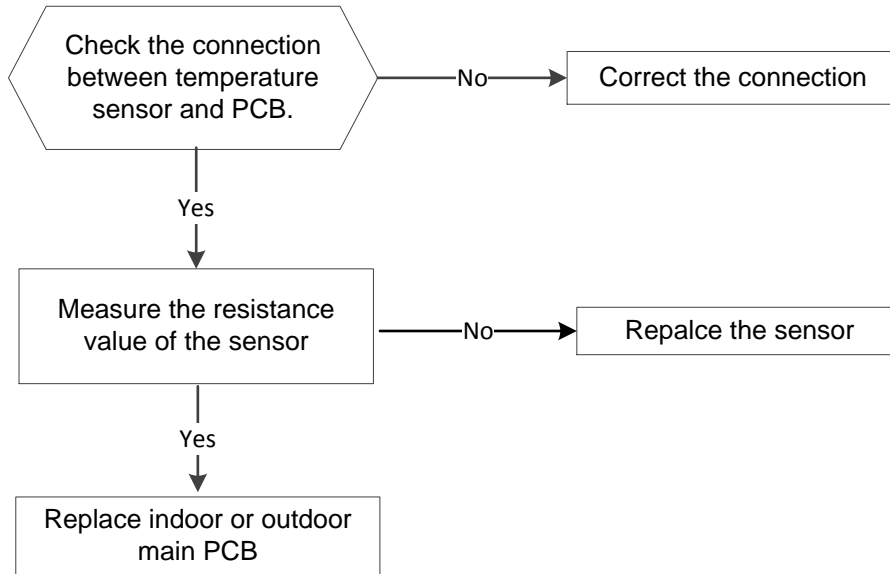 Check the connection
between temperature
sensor and PCB.
No
Correct the connection
Yes
Measure the resistance
value of the sensor
No
Repalce the sensor
Yes
Replace indoor or outdoor
main PCB